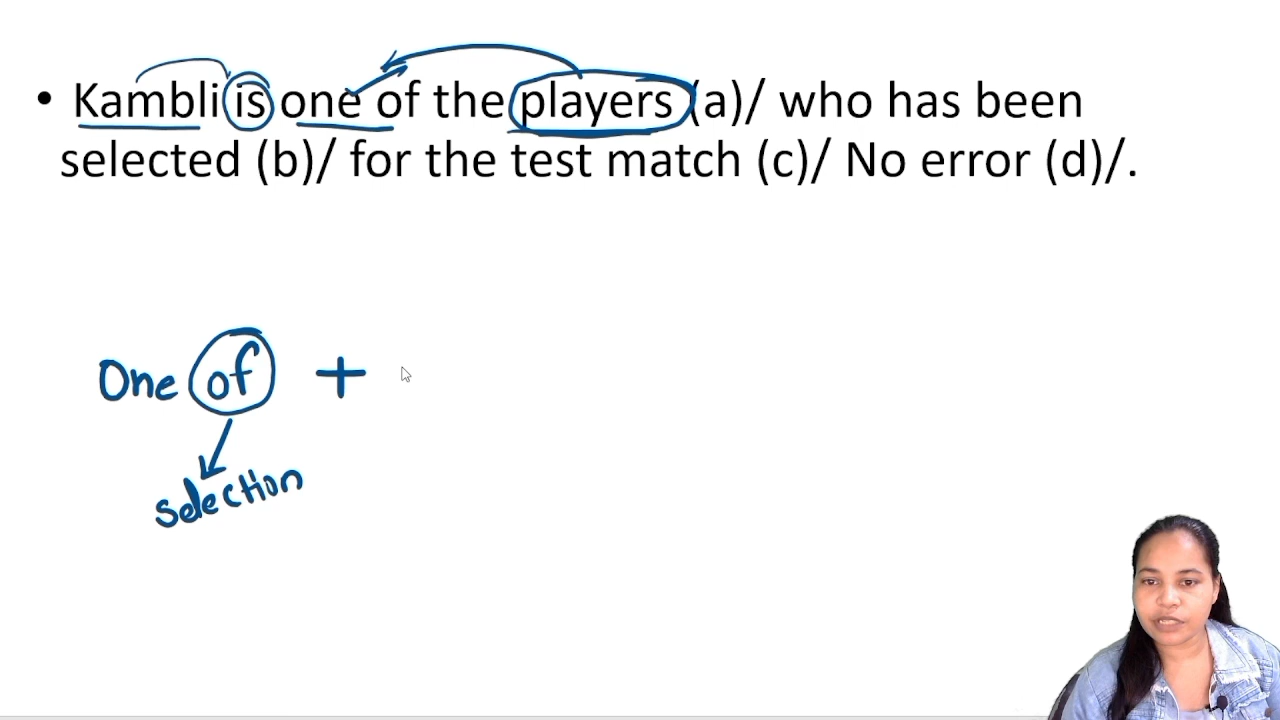 • Kambli is one of the players (a)/ who has been
selected (b)/ for the test match (c)/ No error (d)/.
One of +
selection